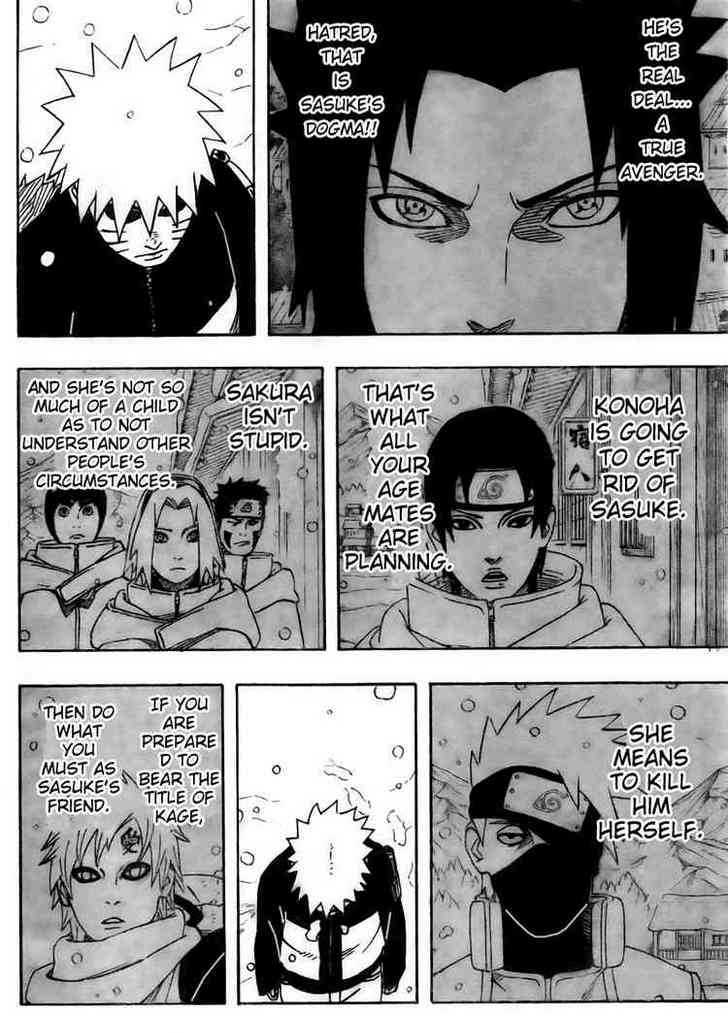 HE'S
THE
REAL
DEAL...
A
TRUE
AVENGER.
HATRED,
THAT
IS
SASUKE'S
DOGMA!!
KONOHA
IS GOING
TO GET
RID OF
SASUKE.
THAT'S
WHAT
ALL
YOUR
AGE
MATES
ARE
PLANNING.
宿
SAKURA
ISN'T
STUPID.
AND SHE'S NOT SO
MUCH OF A CHILD
AS TO NOT
UNDERSTAND OTHER
PEOPLE'S
CIRCUMSTANCES.
SHE
MEANS
TO KILL
HIM
HERSELF.
IF YOU
ARE
PREPARE
D TO
BEAR THE
TITLE OF
KAGE,
THEN DO
WHAT
YOU
MUST AS
SASUKE'S
FRIEND.